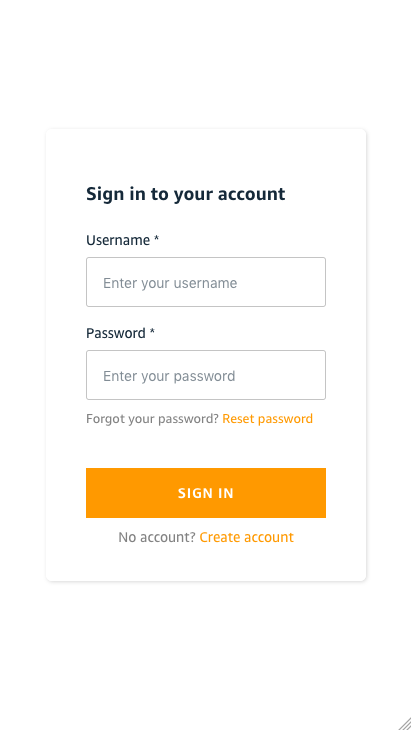 Sign in to your account
Username *
Enter your username
Password *
Enter your password
Forgot your password? Reset password
SIGN IN
No account? Create account